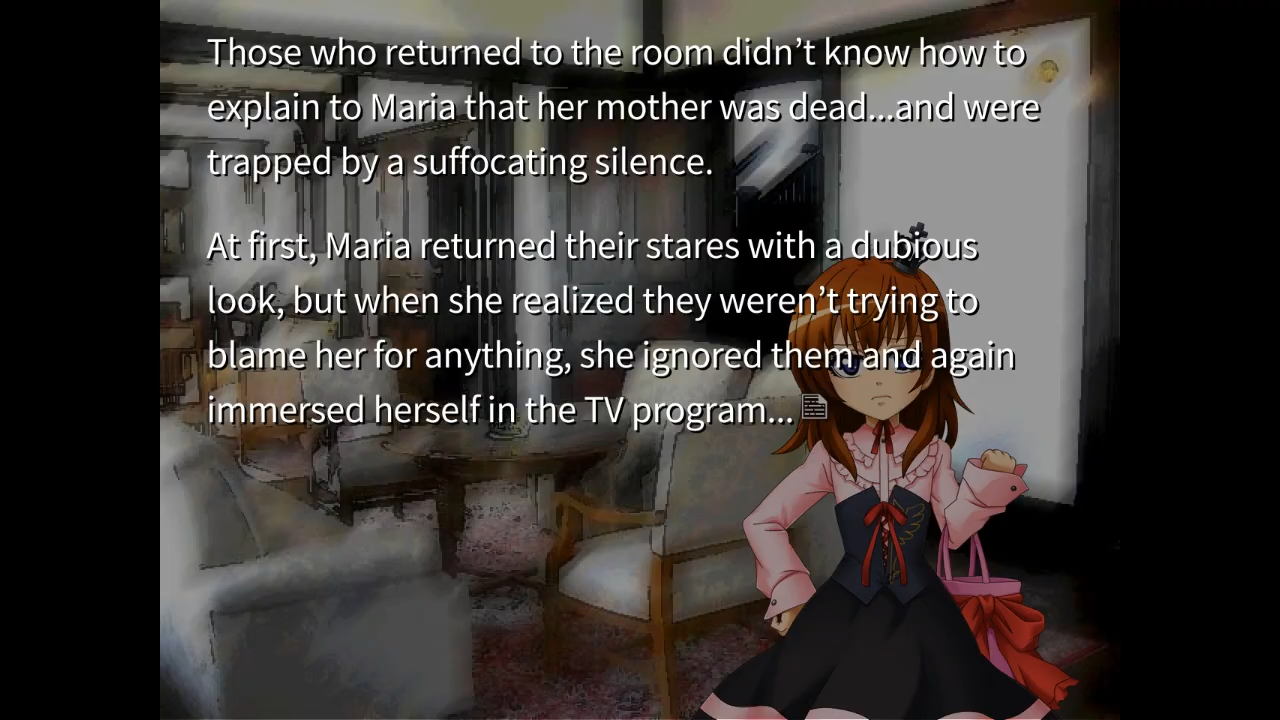 Those who returned to the room didn’t know how to
explain to Maria that her mother was dead...and were
trapped by a suffocating silence.
At first, Maria returned their stares with a dubious
look, but when she realized they weren’t trying to
blame her for anything, she ignored them and again
immersed herself in the TV program...